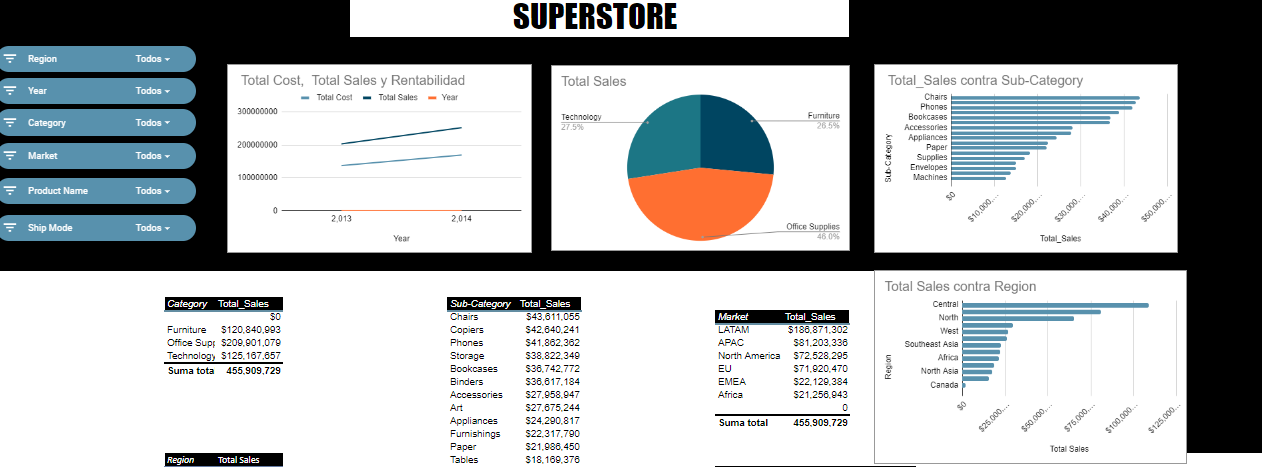 SUPERSTORE
Region Todos
Year Todos
Category Todos
Market Todos
Product Name Todos
Ship Mode Todos
Total Cost, Total Sales y Rentabilidad
Total Cost Total Sales Year
300000000
200000000
100000000
0
2,013 2,014
Year
Total Sales
Technology
27.5%
Furniture
26.5%
Office Supplies
46.0%
Total_Sales contra Sub-Category
Sub-Category
Chairs
Phones
Bookcases
Accessories
Appliances
Paper
Supplies
Envelopes
Machines
$0 $10,000,... $20,000,... $30,000,... $40,000,... $50,000,...
Total_Sales
Total Sales contra Region
Region
Central
North
West
Southeast Asia
Africa
North Asia
Canada
$0 $25,000,... $50,000,... $75,000,... $100,000,... $125,000,...
Total Sales
Category Total_Sales
$0
Furniture $120,840,993
Office Supp $209,901,079
Technology $125,167,657
Suma tota 455,909,729
Region Total Sales
Sub-Category Total_Sales
Chairs $43,611,055
Copiers $42,640,241
Phones $41,862,362
Storage $38,822,349
Bookcases $36,742,772
Binders $36,617,184
Accessories $27,958,947
Art $27,675,244
Appliances $24,290,817
Furnishings $22,317,790
Paper $21,986,450
Tables $18,169,376
Market Total_Sales
LATAM $186,871,302
APAC $81,203,336
North America $72,528,295
EU $71,920,470
EMEA $22,129,384
Africa $21,256,943
0
Suma total 455,909,729